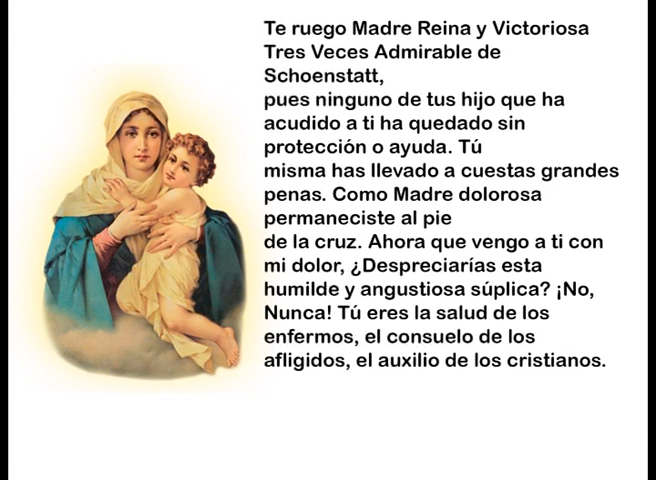 Te ruego Madre Reina y Victoriosa
Tres Veces Admirable de
Schoenstatt,
pues ninguno de tus hijo que ha
acudido a ti ha quedado sin
protección o ayuda. Tú
misma has llevado a cuestas grandes
penas. Como Madre dolorosa
permaneciste al pie
de la cruz. Ahora que vengo a ti con
mi dolor, ¿Despreciarías esta
humilde y angustiosa súplica? ¡No,
Nunca! Tú eres la salud de los
enfermos, el consuelo de los
afligidos, el auxilio de los cristianos.